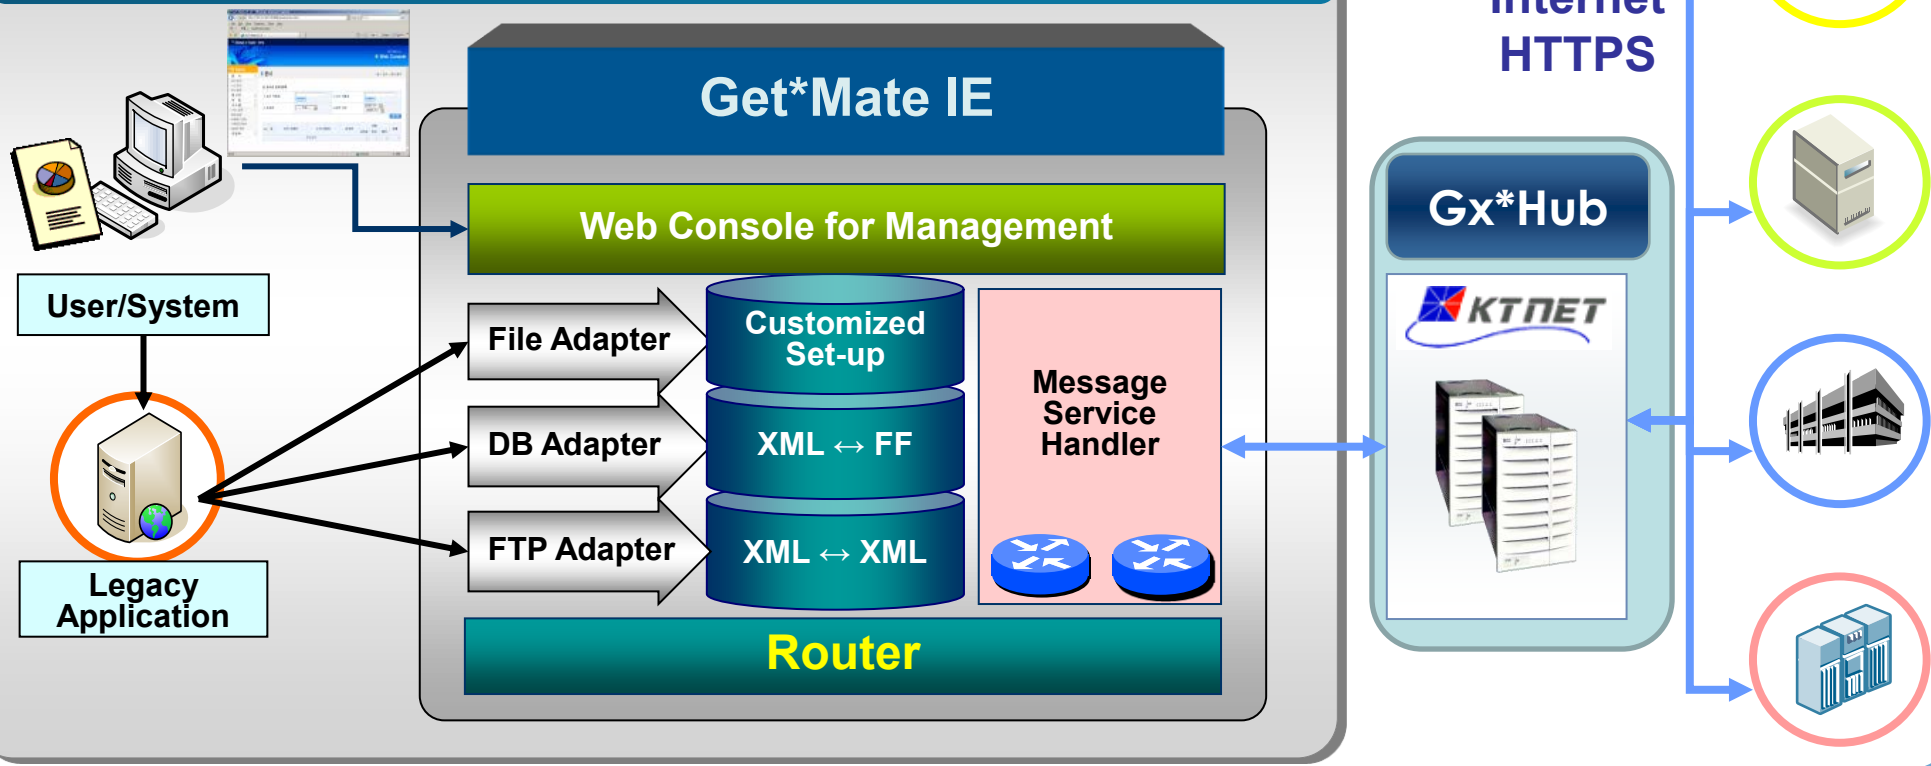 Internet
HTTPS
Get*Mate IE
Web Console for Management
Gx*Hub
KTNET
User/System
File Adapter
Customized
Set-up
Message
Service
Handler
DB Adapter
XML ↔ FF
FTP Adapter
XML ↔ XML
Legacy
Application
Router